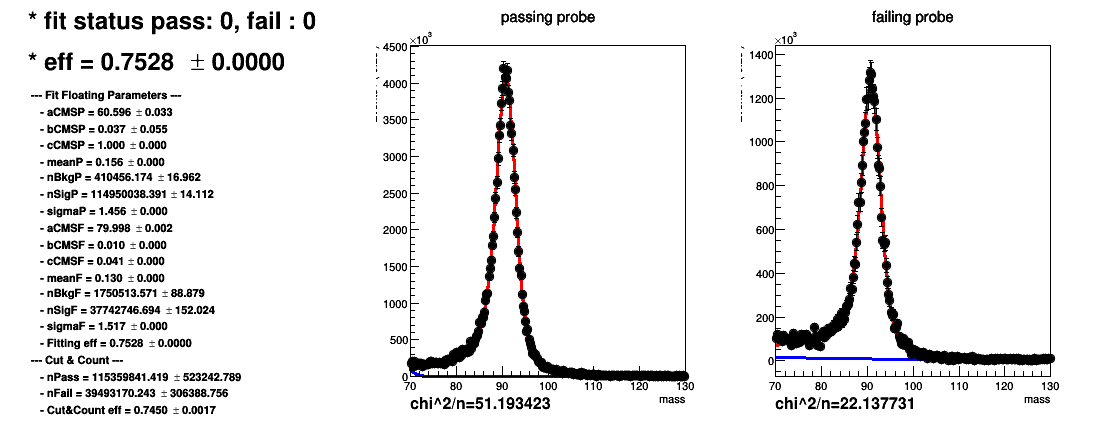 * fit status pass: 0, fail : 0
* eff = 0.7528 ± 0.0000
--- Fit Floating Parameters ---
- aCMSP = 60.596 ± 0.033
- bCMSP = 0.037 ± 0.055
- cCMSP = 1.000 ± 0.000
- meanP = 0.156 ± 0.000
- nBkgP = 410456.174 ± 16.962
- nSigP = 114950038.391 ± 14.112
- sigmaP = 1.456 ± 0.000
- aCMSF = 79.998 ± 0.002
- bCMSF = 0.010 ± 0.000
- cCMSF = 0.041 ± 0.000
- meanF = 0.130 ± 0.000
- nBkgF = 1750513.571 ± 88.879
- nSigF = 37742746.694 ± 152.024
- sigmaF = 1.517 ± 0.000
- Fitting eff = 0.7528 ± 0.0000
--- Cut & Count ---
- nPass = 115359841.419 ± 523242.789
- nFail = 39493170.243 ± 306388.756
- Cut&Count eff = 0.7450 ± 0.0017
passing probe
×10³
4500
4000
3500
3000
2500
2000
1500
1000
500
0
70 80 90 100 110 120 130
mass
chi^2/n=51.193423
failing probe
×10³
1400
1200
1000
800
600
400
200
0
70 80 90 100 110 120 130
mass
chi^2/n=22.137731